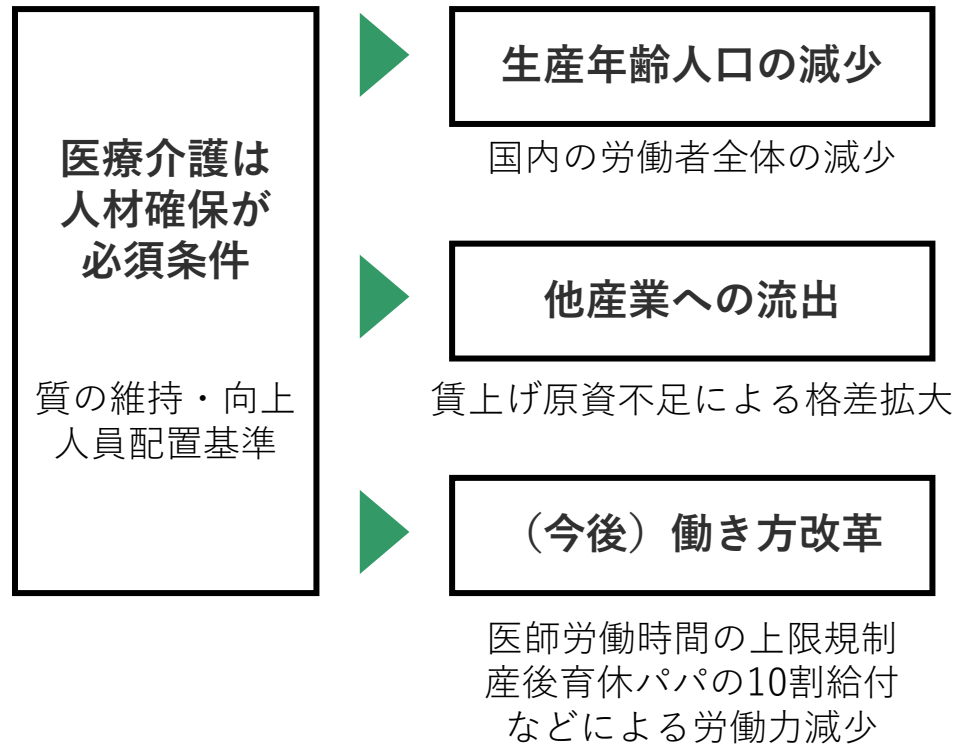 医療介護は
人材確保が
必須条件
質の維持・向上
人員配置基準
生産年齢人口の減少
国内の労働者全体の減少
他産業への流出
賃上げ原資不足による格差拡大
（今後）働き方改革
医師労働時間の上限規制
産後育休パパの10割給付
などによる労働力減少